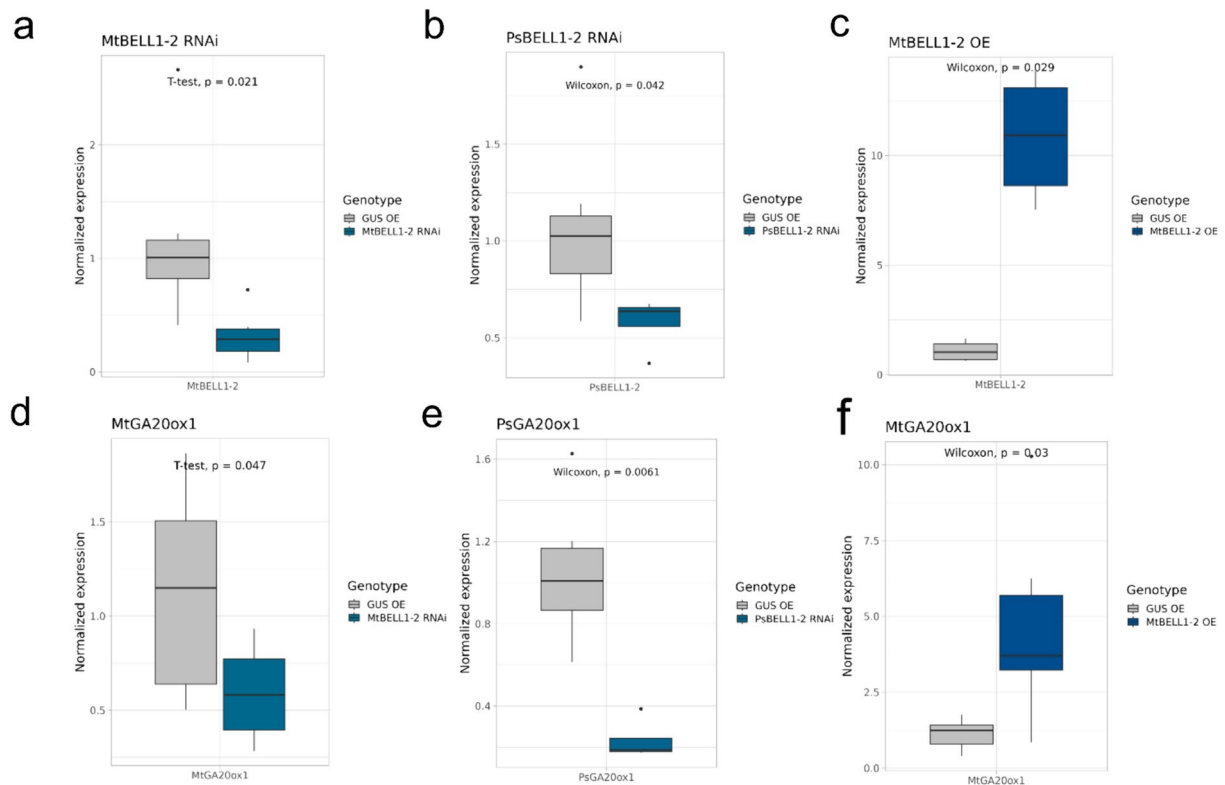 a
MtBELL1-2 RNAi
T-test, p = 0.021
Normalized expression
2
1
0
MtBELL1-2
Genotype
GUS OE
MtBELL1-2 RNAi
b
PsBELL1-2 RNAi
Wilcoxon, p = 0.042
Normalized expression
1.5
1.0
0.5
PsBELL1-2
Genotype
GUS OE
PsBELL1-2 RNAi
c
MtBELL1-2 OE
Wilcoxon, p = 0.029
Normalized expression
10
5
0
MtBELL1-2
Genotype
GUS OE
MtBELL1-2 OE
d
MtGA20ox1
T-test, p = 0.047
Normalized expression
1.5
1.0
0.5
MtGA20ox1
Genotype
GUS OE
MtBELL1-2 RNAi
e
PsGA20ox1
Wilcoxon, p = 0.0061
Normalized expression
1.6
1.2
0.8
0.4
PsGA20ox1
Genotype
GUS OE
PsBELL1-2 RNAi
f
MtGA20ox1
Wilcoxon, p = 0.03
Normalized expression
10.0
7.5
5.0
2.5
0.0
MtGA20ox1
Genotype
GUS OE
MtBELL1-2 OE